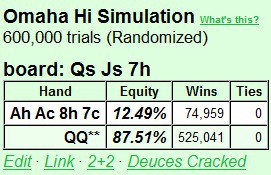 Omaha Hi Simulation What's this?
600,000 trials (Randomized)
board: Qs Js 7h
Hand Equity Wins Ties
Ah Ac 8h 7c 12.49% 74,959 0
QQ** 87.51% 525,041 0
Edit · Link · 2+2 · Deuces Cracked